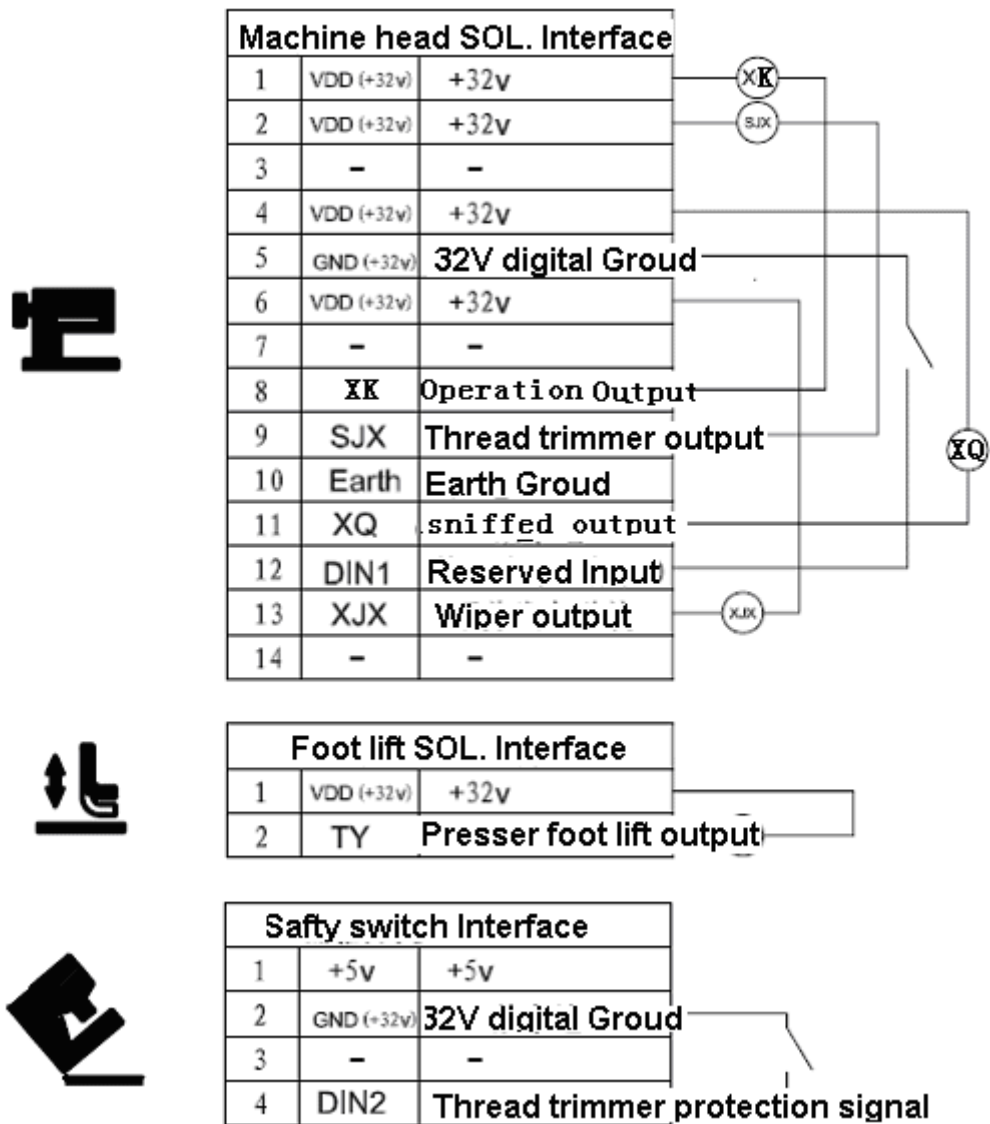 Machine head SOL. Interface
1 VDD (+32v) +32v XK
2 VDD (+32v) +32v SJX
3 - -
4 VDD (+32v) +32v
5 GND (+32v) 32V digital Groud
6 VDD (+32v) +32v
7 - -
8 XK Operation Output
9 SJX Thread trimmer output XQ
10 Earth Earth Groud
11 XQ sniffed output
12 DIN1 Reserved Input
13 XJX Wiper output XJX
14 - -
Foot lift SOL. Interface
1 VDD (+32v) +32v
2 TY Presser foot lift output
Safty switch Interface
1 +5v +5v
2 GND (+32v) 32V digital Groud
3 - -
4 DIN2 Thread trimmer protection signal